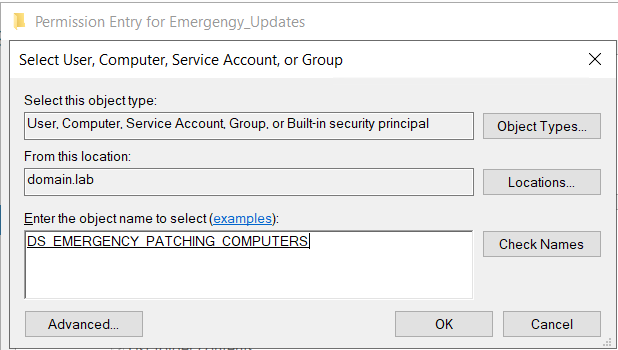 Permission Entry for Emergengy_Updates
Select User, Computer, Service Account, or Group
Select this object type:
User, Computer, Service Account, Group, or Built-in security principal
Object Types...
From this location:
domain.lab
Locations...
Enter the object name to select (examples):
DS_EMERGENCY_PATCHING_COMPUTERS
Check Names
Advanced...
OK
Cancel